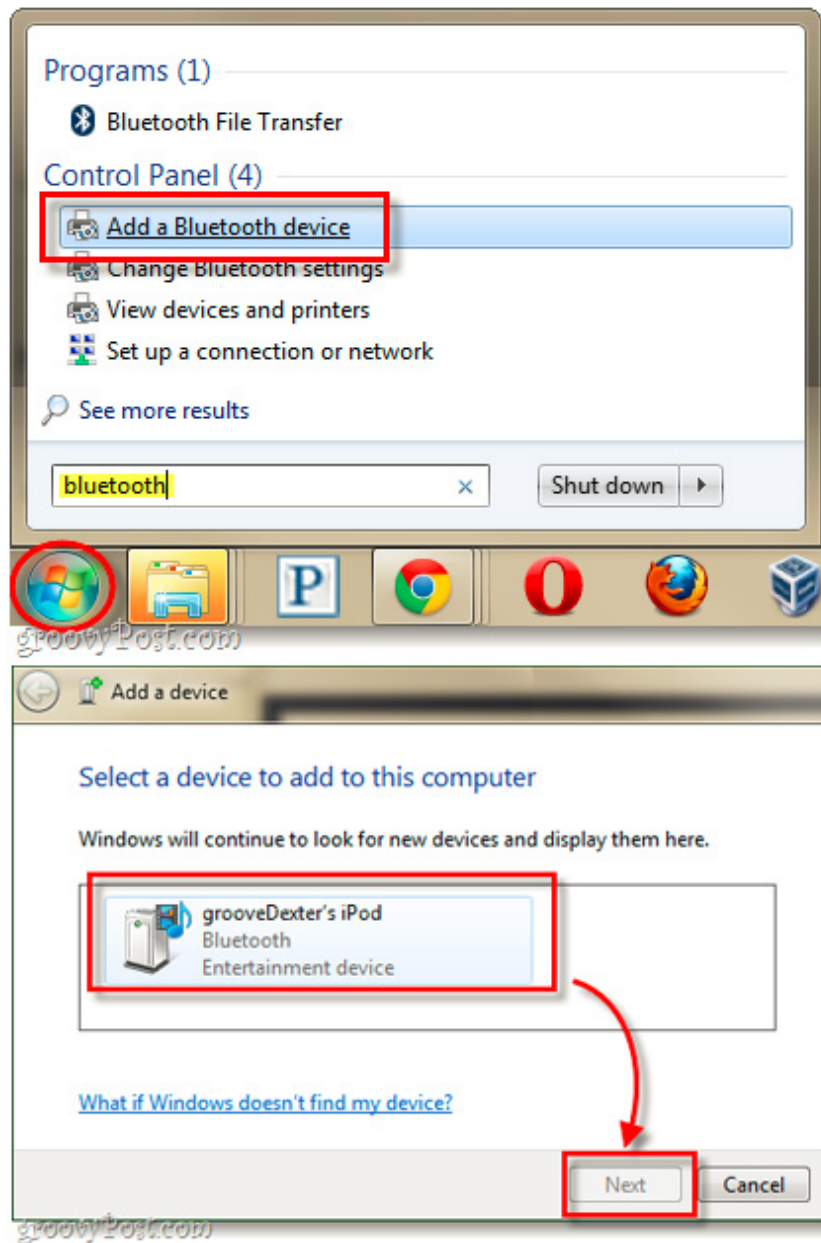 Programs (1)
Bluetooth File Transfer
Control Panel (4)
Add a Bluetooth device
Change Bluetooth settings
View devices and printers
Set up a connection or network
See more results
bluetooth
× Shut down
P
groovyPost.com
Add a device
Select a device to add to this computer
Windows will continue to look for new devices and display them here.
grooveDexter's iPod
Bluetooth
Entertainment device
What if Windows doesn't find my device?
Next Cancel
groovyPost.com